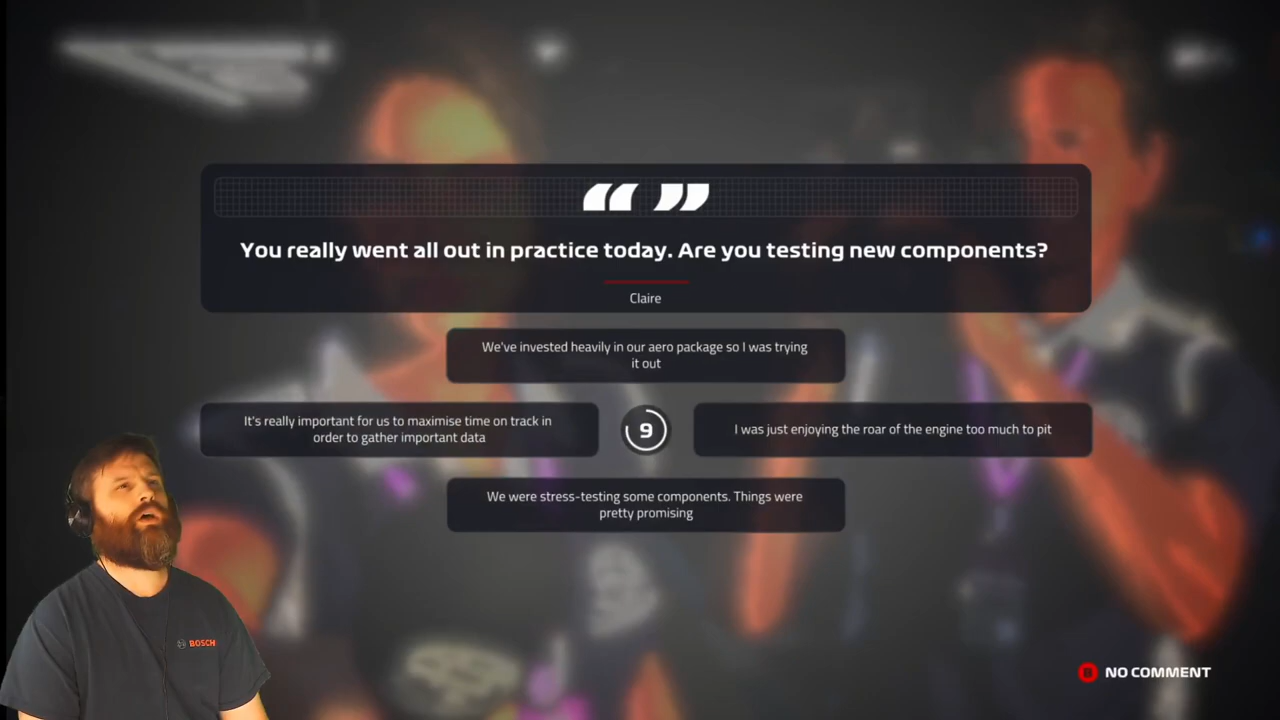 You really went all out in practice today. Are you testing new components?
Claire
We've invested heavily in our aero package so I was trying
it out
It's really important for us to maximise time on track in
order to gather important data
9
I was just enjoying the roar of the engine too much to pit
We were stress-testing some components. Things were
pretty promising
BOSCH
B NO COMMENT